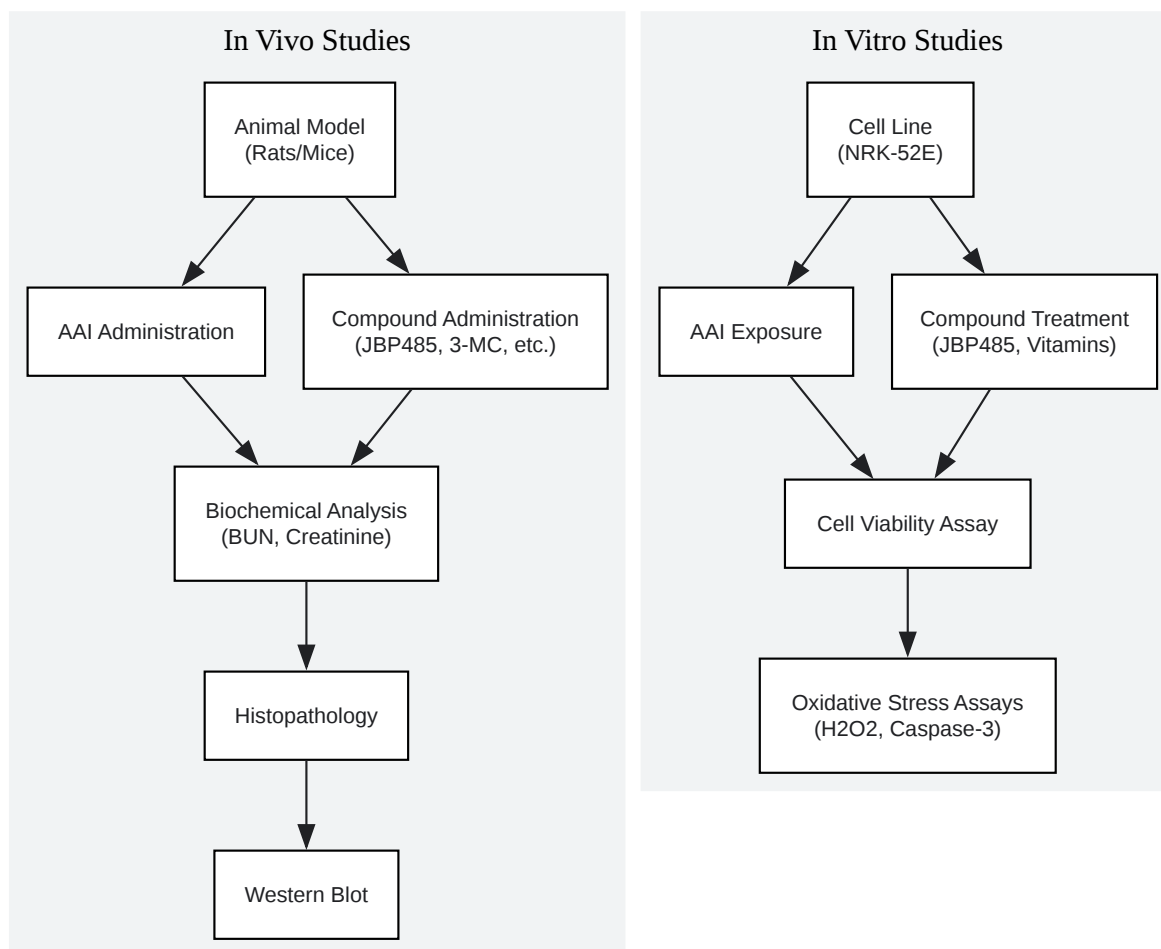 In Vivo Studies
Animal Model
(Rats/Mice)
AAI Administration
Compound Administration
(JBP485, 3-MC, etc.)
Biochemical Analysis
(BUN, Creatinine)
Histopathology
Western Blot
In Vitro Studies
Cell Line
(NRK-52E)
AAI Exposure
Compound Treatment
(JBP485, Vitamins)
Cell Viability Assay
Oxidative Stress Assays
(H2O2, Caspase-3)